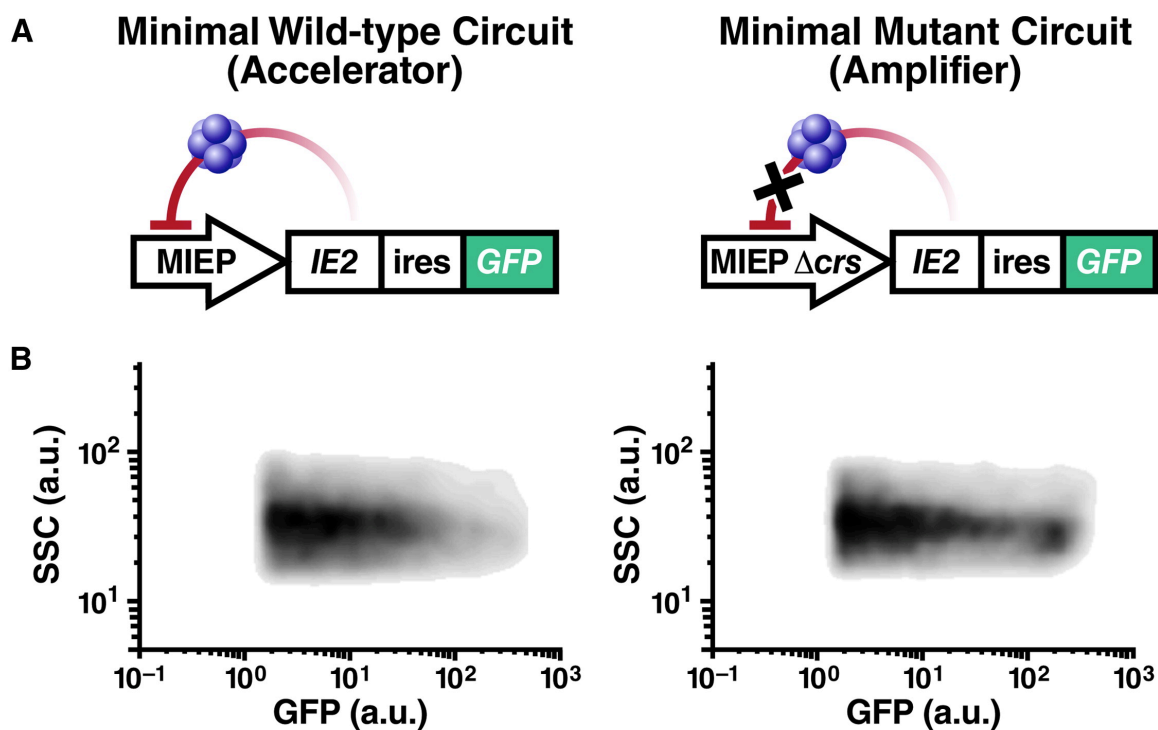 A
Minimal Wild-type Circuit
(Accelerator)
MIEP
IE2
ires
GFP
Minimal Mutant Circuit
(Amplifier)
MIEP Δcrs
IE2
ires
GFP
B
SSC (a.u.)
10²
10¹
10⁻¹
10⁰
10¹
10²
10³
GFP (a.u.)
SSC (a.u.)
10²
10¹
10⁻¹
10⁰
10¹
10²
10³
GFP (a.u.)